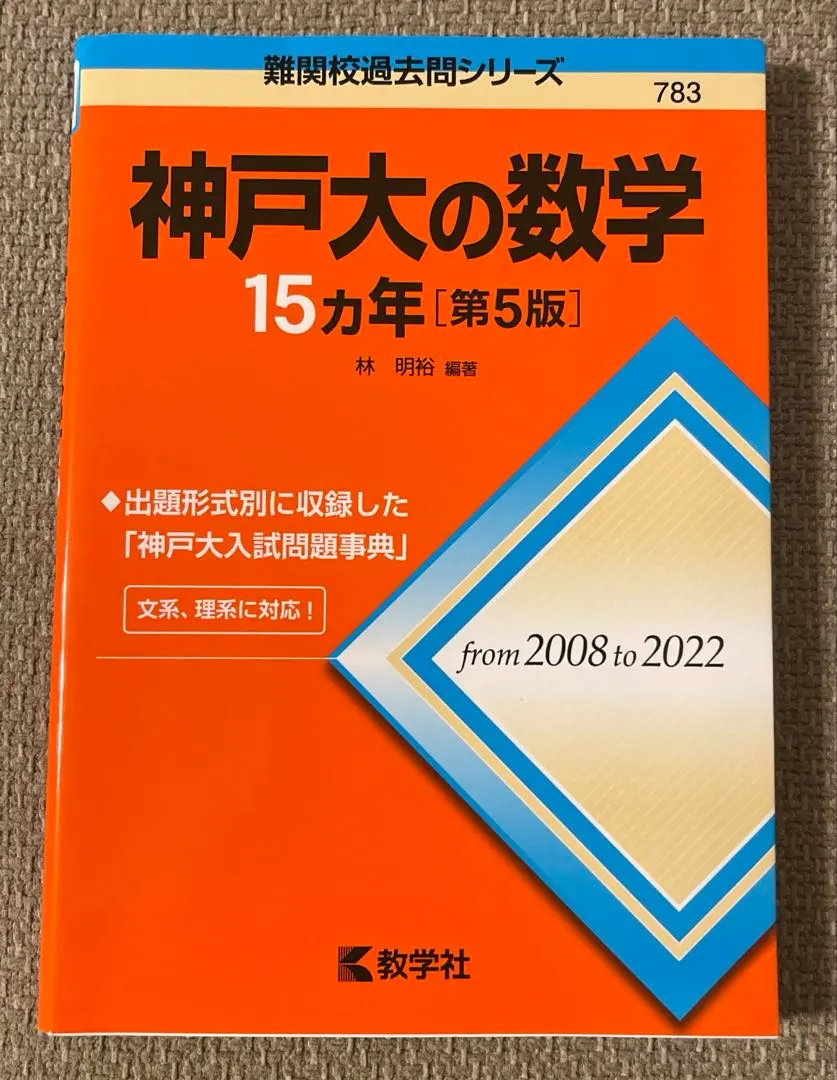 難関校過去問シリーズ
783
神戸大の数学
15カ年[第5版]
林 明裕 編著
◆出題形式別に収録した
「神戸大入試問題事典」
文系、理系に対応!
from 2008 to 2022
教学社